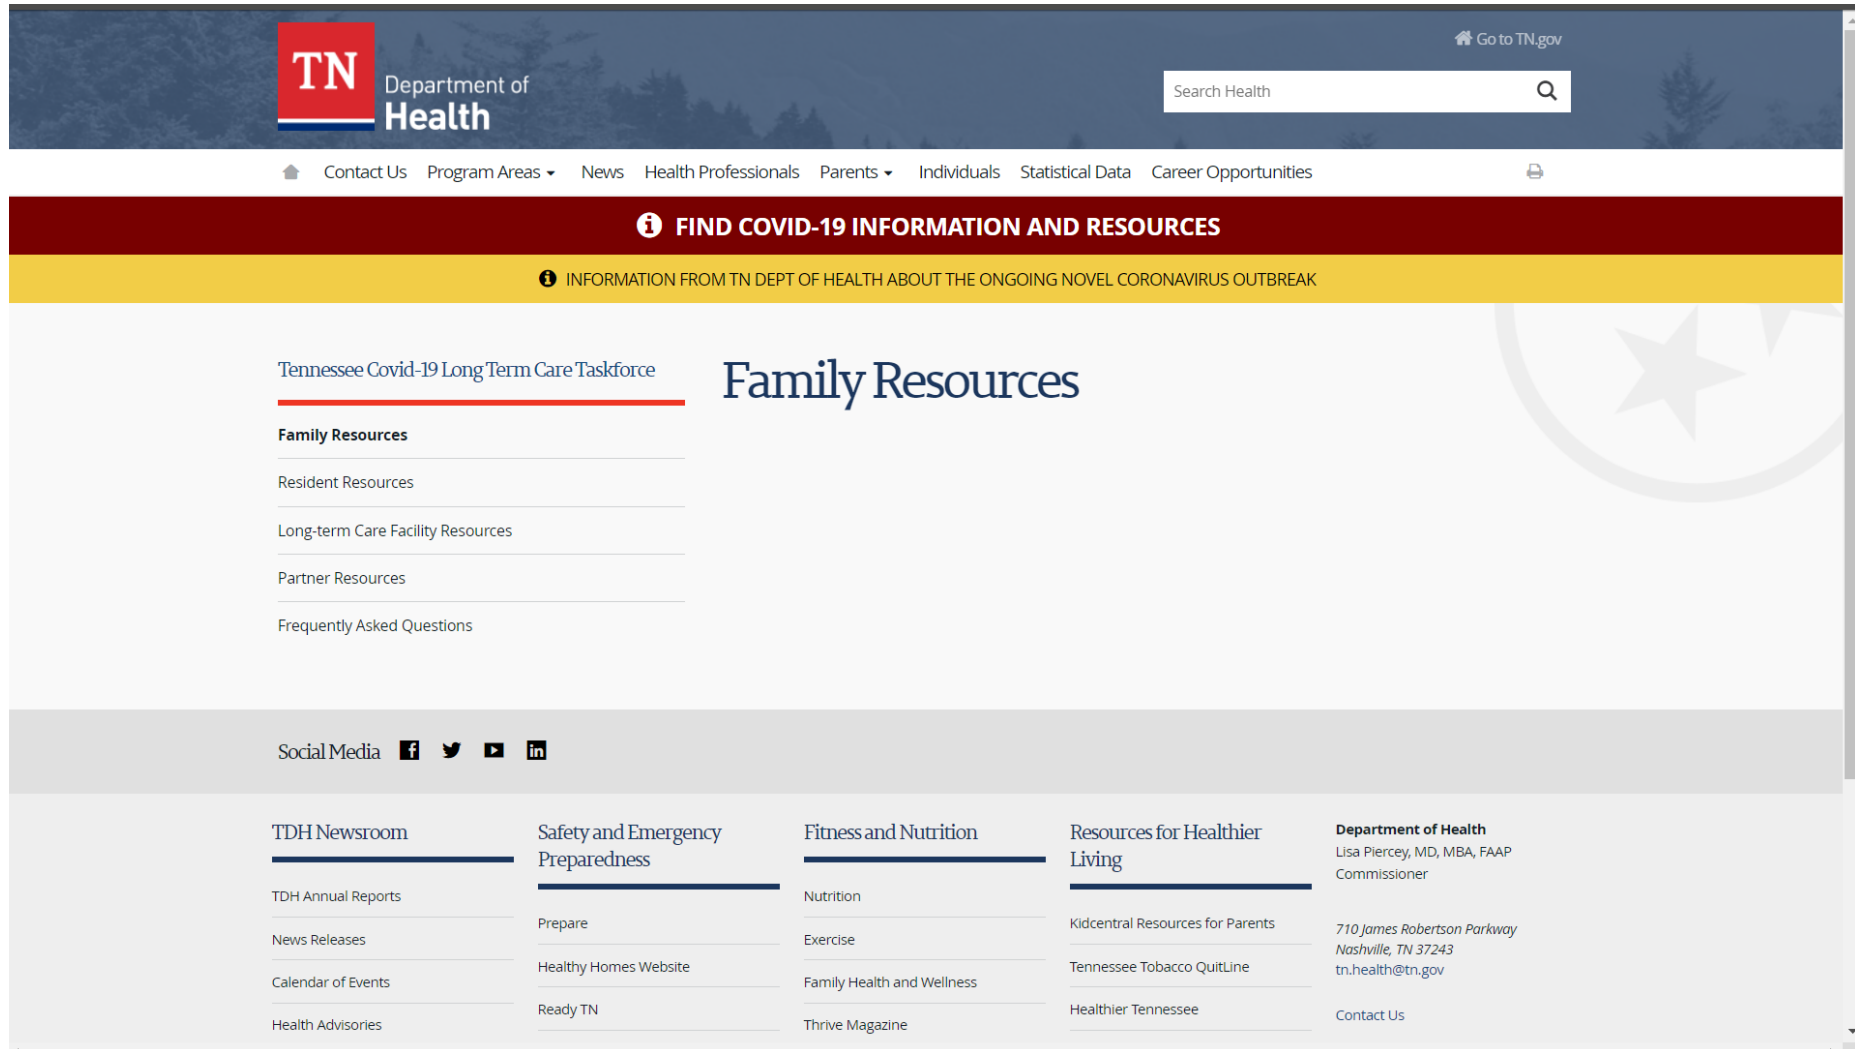 Go to TN.gov
TN
Department of
Health
Search Health
Contact Us Program Areas News Health Professionals Parents Individuals Statistical Data Career Opportunities
FIND COVID-19 INFORMATION AND RESOURCES
INFORMATION FROM TN DEPT OF HEALTH ABOUT THE ONGOING NOVEL CORONAVIRUS OUTBREAK
Tennessee Covid-19 Long Term Care Taskforce
Family Resources
Resident Resources
Long-term Care Facility Resources
Partner Resources
Frequently Asked Questions
Family Resources
Social Media
TDH Newsroom
TDH Annual Reports
News Releases
Calendar of Events
Health Advisories
Safety and Emergency
Preparedness
Prepare
Healthy Homes Website
Ready TN
Fitness and Nutrition
Nutrition
Exercise
Family Health and Wellness
Thrive Magazine
Resources for Healthier
Living
Kidcentral Resources for Parents
Tennessee Tobacco QuitLine
Healthier Tennessee
Department of Health
Lisa Piercey, MD, MBA, FAAP
Commissioner
710 James Robertson Parkway
Nashville, TN 37243
tn.health@tn.gov
Contact Us